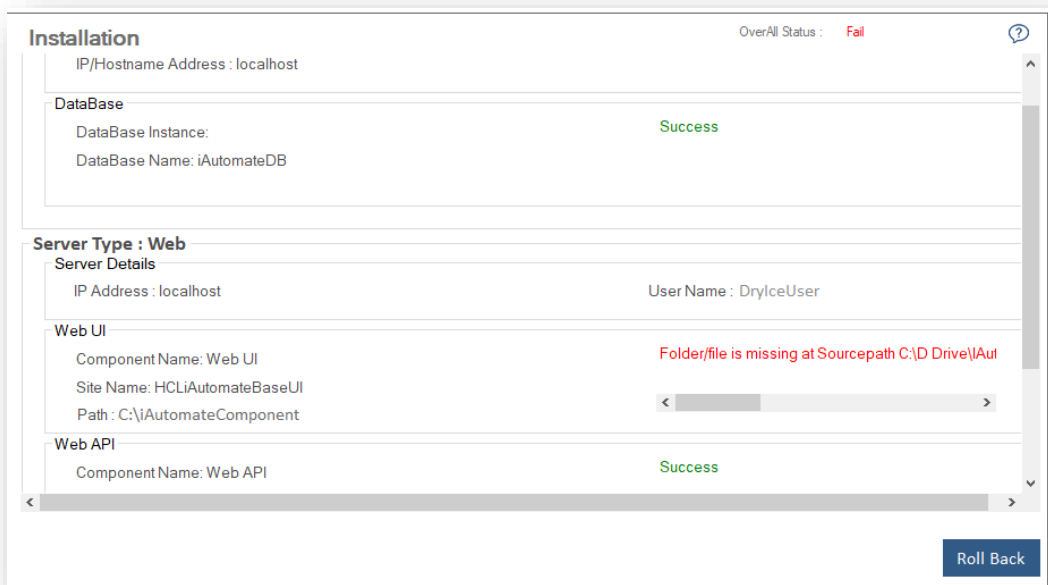 Installation
OverAll Status : Fail
IP/Hostname Address : localhost
DataBase
DataBase Instance:
Success
DataBase Name: iAutomateDB
Server Type : Web
Server Details
IP Address : localhost
User Name : DryIceUser
Web UI
Component Name: Web UI
Folder/file is missing at Sourcepath C:\D Drive\IAut
Site Name: HCLiAutomateBaseUI
Path : C:\iAutomateComponent
Web API
Component Name: Web API
Success
Roll Back